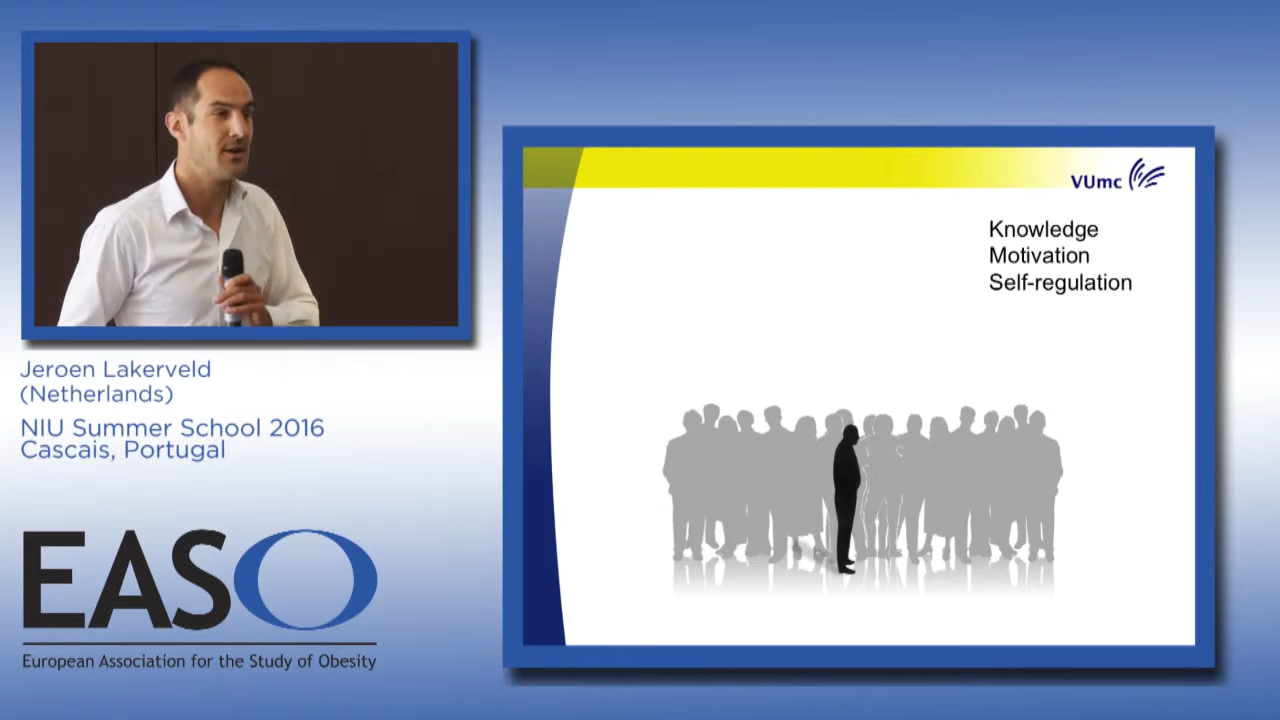 Jeroen Lakerveld
(Netherlands)
NIU Summer School 2016
Cascais, Portugal
EASO
European Association for the Study of Obesity
VUmc
Knowledge
Motivation
Self-regulation